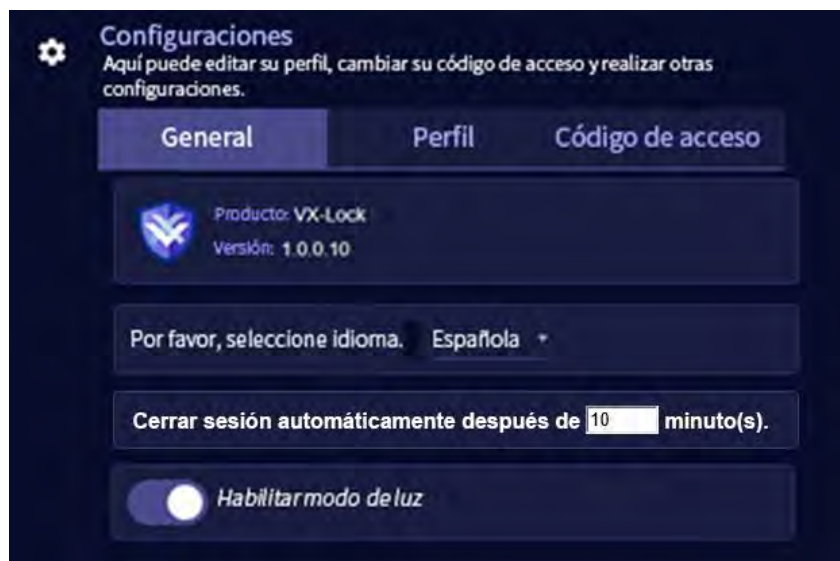 Configuraciones
Aquí puede editar su perfil, cambiar su código de acceso y realizar otras
configuraciones.
General Perfil Código de acceso
Producto: VX-Lock
Versión: 1.0.0.10
Por favor, seleccione idioma. Española
Cerrar sesión automáticamente después de 10 minuto(s).
Habilitar modo de luz